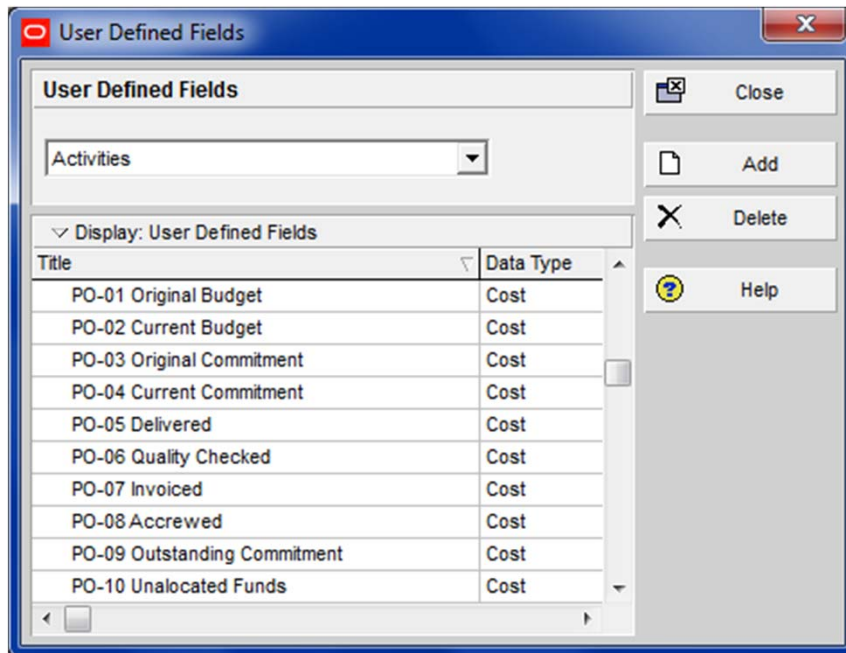 User Defined Fields
User Defined Fields
Close
Activities
Add
Delete
Display: User Defined Fields
Title Data Type
Help
PO-01 Original Budget Cost
PO-02 Current Budget Cost
PO-03 Original Commitment Cost
PO-04 Current Commitment Cost
PO-05 Delivered Cost
PO-06 Quality Checked Cost
PO-07 Invoiced Cost
PO-08 Accrewed Cost
PO-09 Outstanding Commitment Cost
PO-10 Unalocated Funds Cost